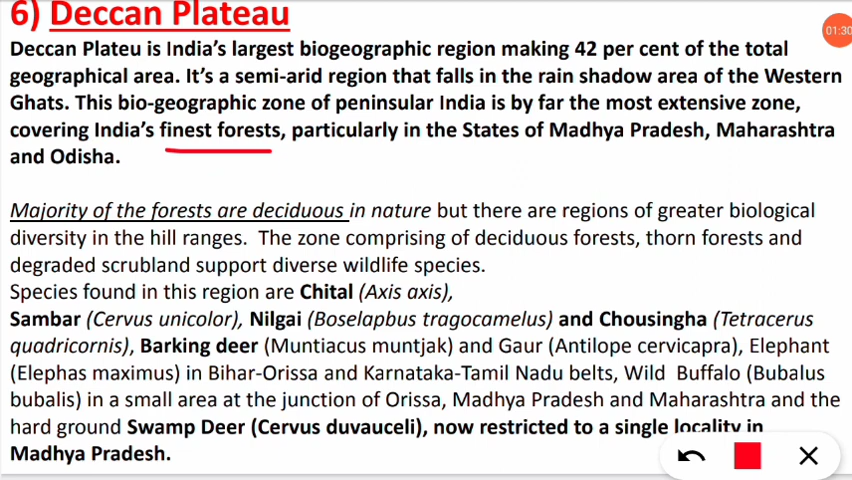 6) Deccan Plateau
01:30
Deccan Plateu is India's largest biogeographic region making 42 per cent of the total
geographical area. It's a semi-arid region that falls in the rain shadow area of the Western
Ghats. This bio-geographic zone of peninsular India is by far the most extensive zone,
covering India's finest forests, particularly in the States of Madhya Pradesh, Maharashtra
and Odisha.
Majority of the forests are deciduous in nature but there are regions of greater biological
diversity in the hill ranges. The zone comprising of deciduous forests, thorn forests and
degraded scrubland support diverse wildlife species.
Species found in this region are Chital (Axis axis),
Sambar (Cervus unicolor), Nilgai (Boselapbus tragocamelus) and Chousingha (Tetracerus
quadricornis), Barking deer (Muntiacus muntjak) and Gaur (Antilope cervicapra), Elephant
(Elephas maximus) in Bihar-Orissa and Karnataka-Tamil Nadu belts, Wild Buffalo (Bubalus
bubalis) in a small area at the junction of Orissa, Madhya Pradesh and Maharashtra and the
hard ground Swamp Deer (Cervus duvauceli), now restricted to a single locality in
Madhya Pradesh.